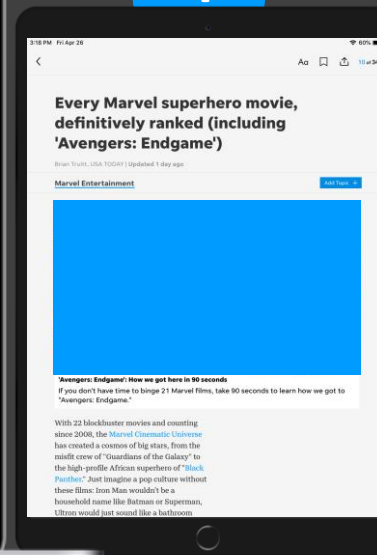 3:18 PM Fri Apr 26
60%
Aa
10 of 34
Every Marvel superhero movie,
definitively ranked (including
'Avengers: Endgame')
Brian Truitt, USA TODAY | Updated 1 day ago
Marvel Entertainment
Add Topic +
'Avengers: Endgame': How we got here in 90 seconds
If you don't have time to binge 21 Marvel films, take 90 seconds to learn how we got to
"Avengers: Endgame."
With 22 blockbuster movies and counting
since 2008, the Marvel Cinematic Universe
has created a cosmos of big stars, from the
misfit crew of "Guardians of the Galaxy" to
the high-profile African superhero of "Black
Panther." Just imagine a pop culture without
these films: Iron Man wouldn't be a
household name like Batman or Superman,
Ultron would just sound like a bathroom